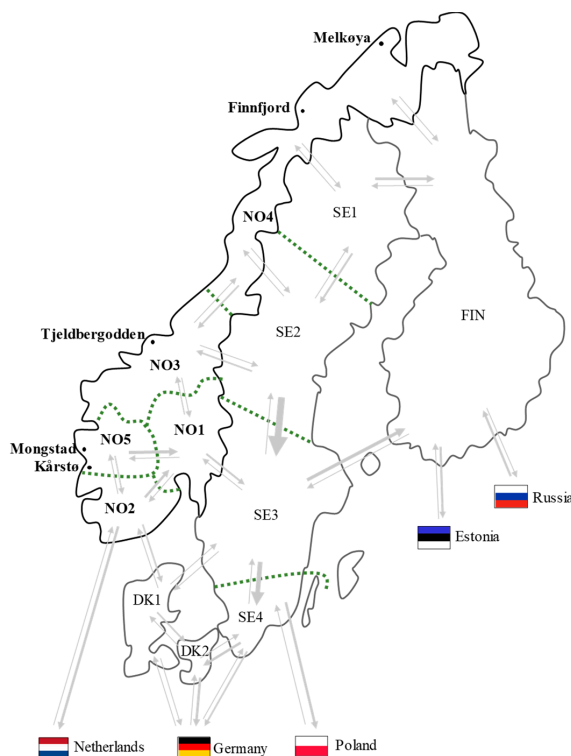 Melkøya
Finnfjord
NO4
SE1
FIN
SE2
Tjeldbergodden
NO3
NO1
NO5
Mongstad
Kårstø
NO2
SE3
Russia
Estonia
DK1
SE4
DK2
Netherlands
Germany
Poland